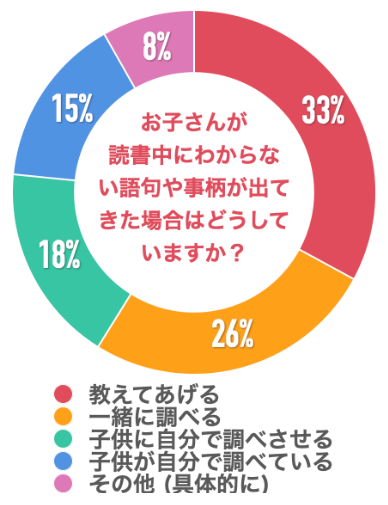 お子さんが
読書中にわからな
い語句や事柄が出て
きた場合はどうして
いますか？
33%
26%
18%
15%
8%
教えてあげる
一緒に調べる
子供に自分で調べさせる
子供が自分で調べている
その他 (具体的に)